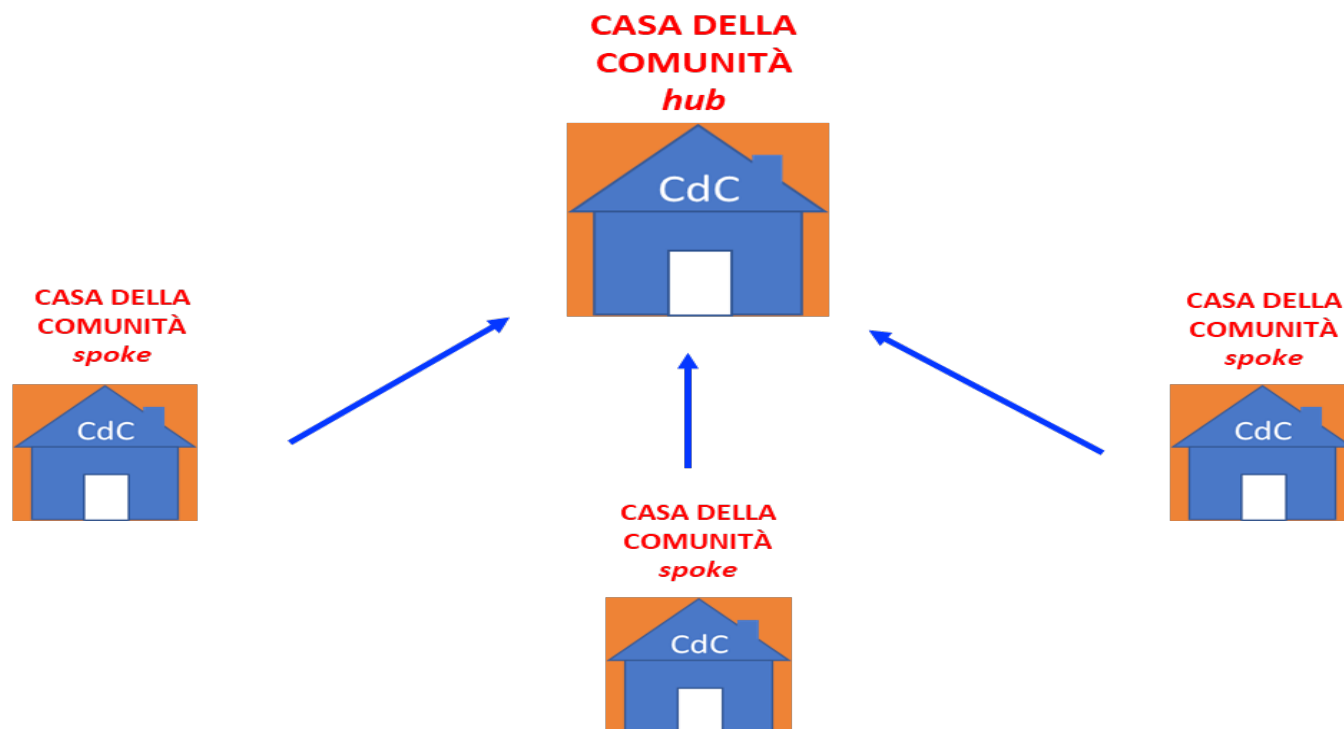 CASA DELLA
COMUNITÀ
hub
CdC
CASA DELLA
COMUNITÀ
spoke
CdC
CASA DELLA
COMUNITÀ
spoke
CdC
CASA DELLA
COMUNITÀ
spoke
CdC